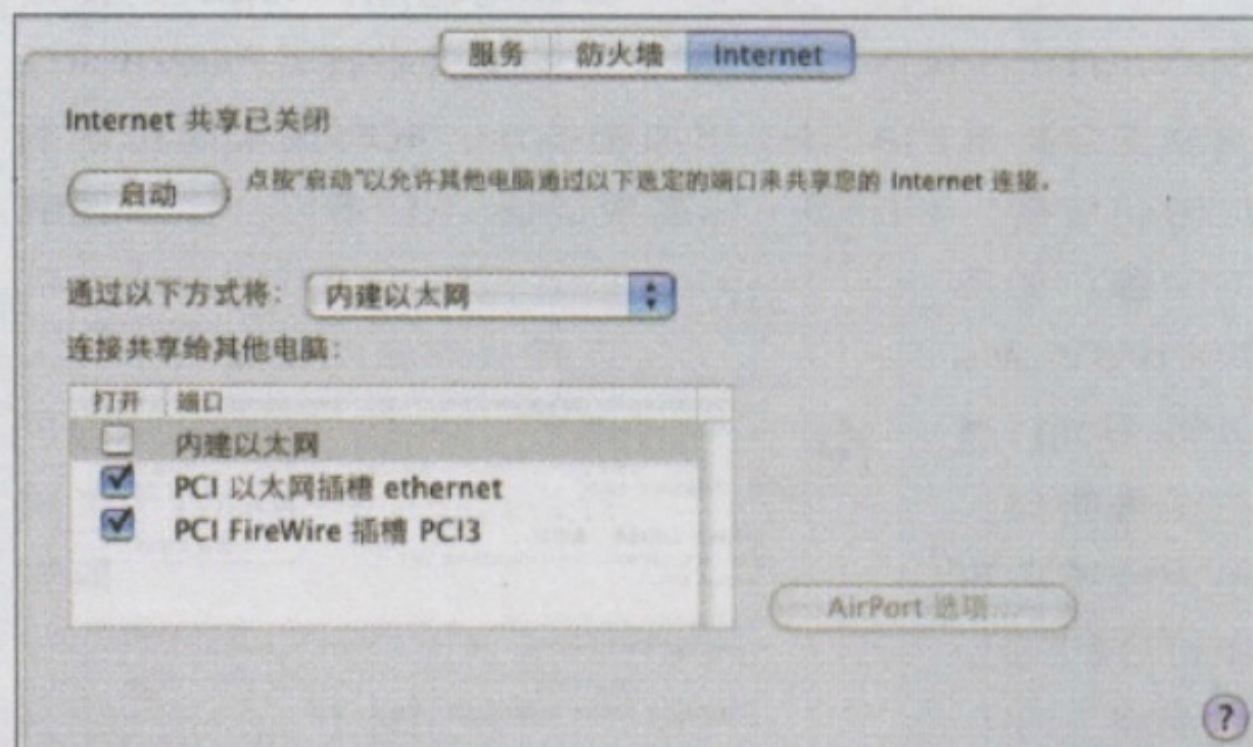 服务 防火墙 Internet
Internet 共享已关闭
启动 点按“启动”以允许其他电脑通过以下选定的端口来共享您的 Internet 连接。
通过以下方式将： 内建以太网
连接共享给其他电脑：
打开 端口
内建以太网
PCI 以太网插槽 ethernet
PCI FireWire 插槽 PCI3
AirPort 选项
?